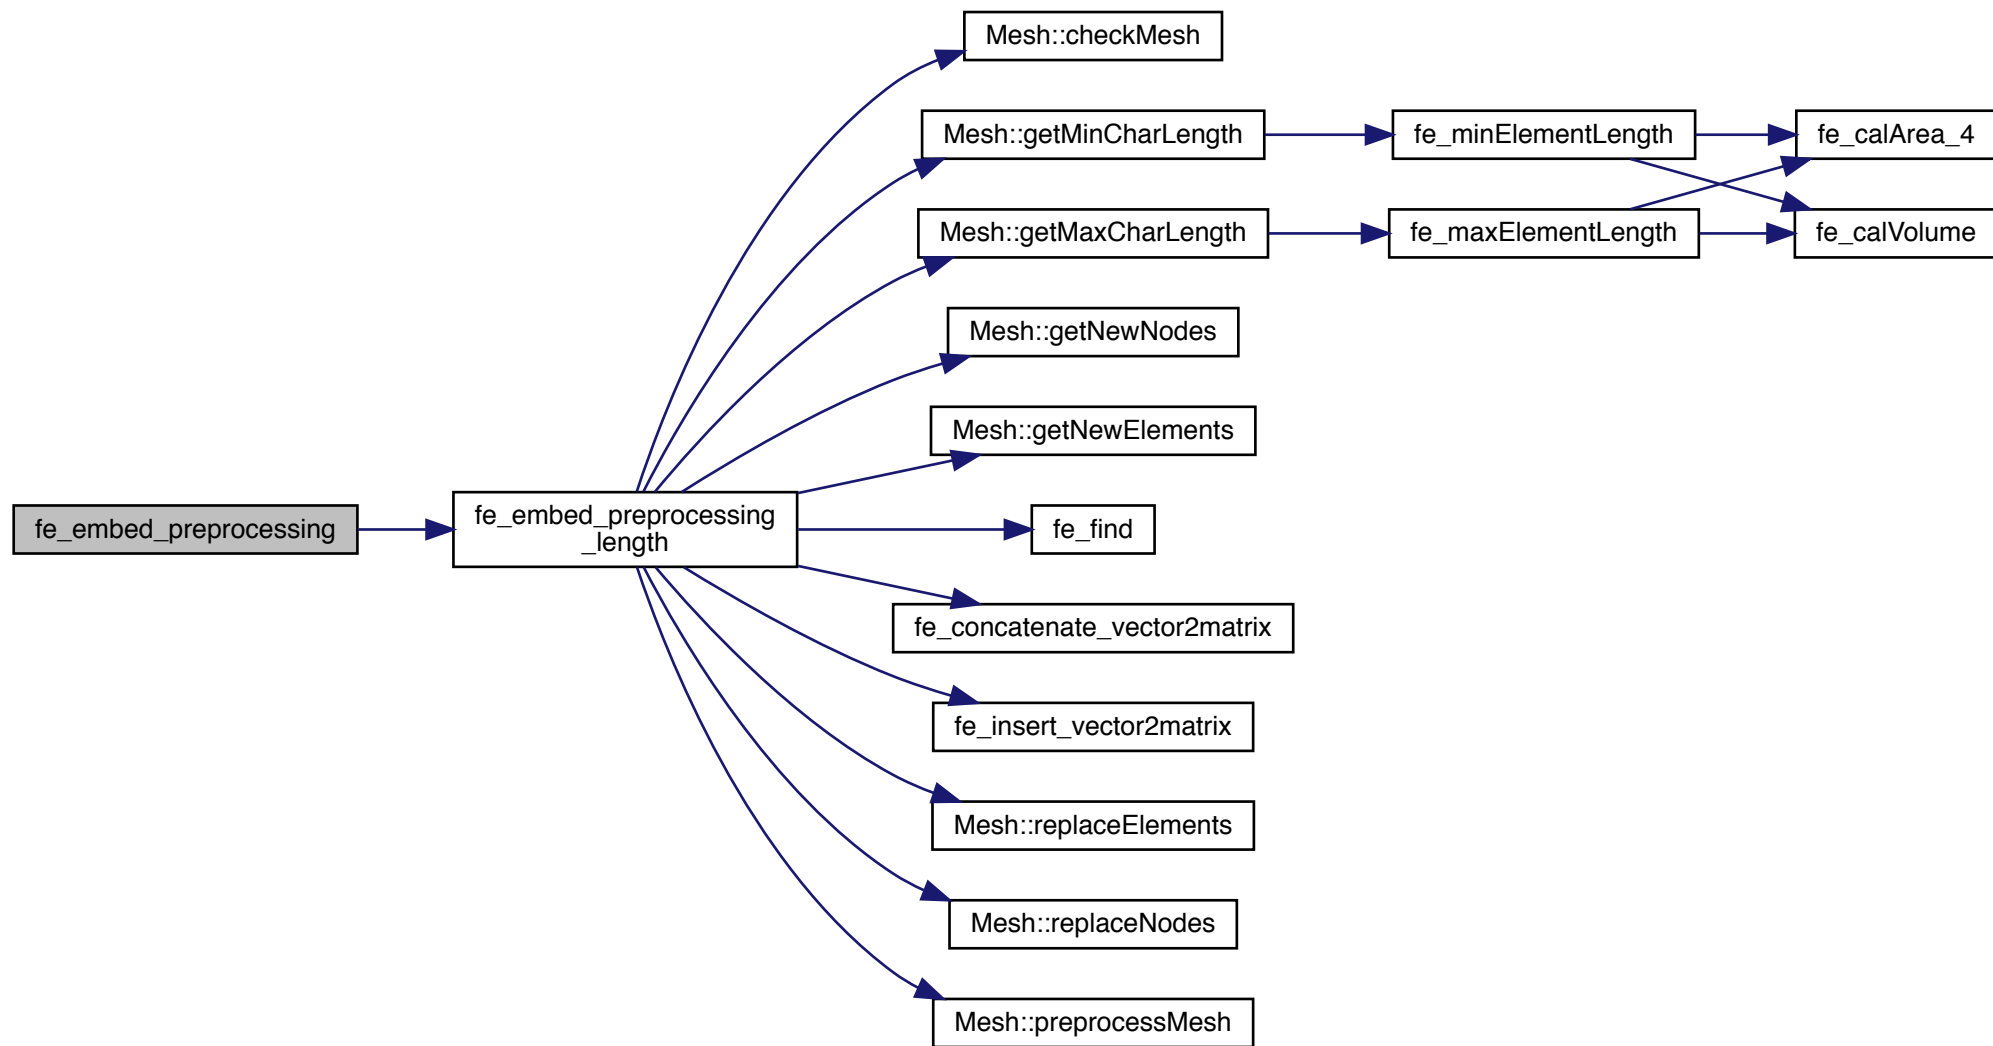 Mesh::checkMesh
Mesh::getMinCharLength
fe_minElementLength
fe_calArea_4
Mesh::getMaxCharLength
fe_maxElementLength
fe_calVolume
Mesh::getNewNodes
Mesh::getNewElements
fe_embed_preprocessing
fe_embed_preprocessing
_length
fe_find
fe_concatenate_vector2matrix
fe_insert_vector2matrix
Mesh::replaceElements
Mesh::replaceNodes
Mesh::preprocessMesh